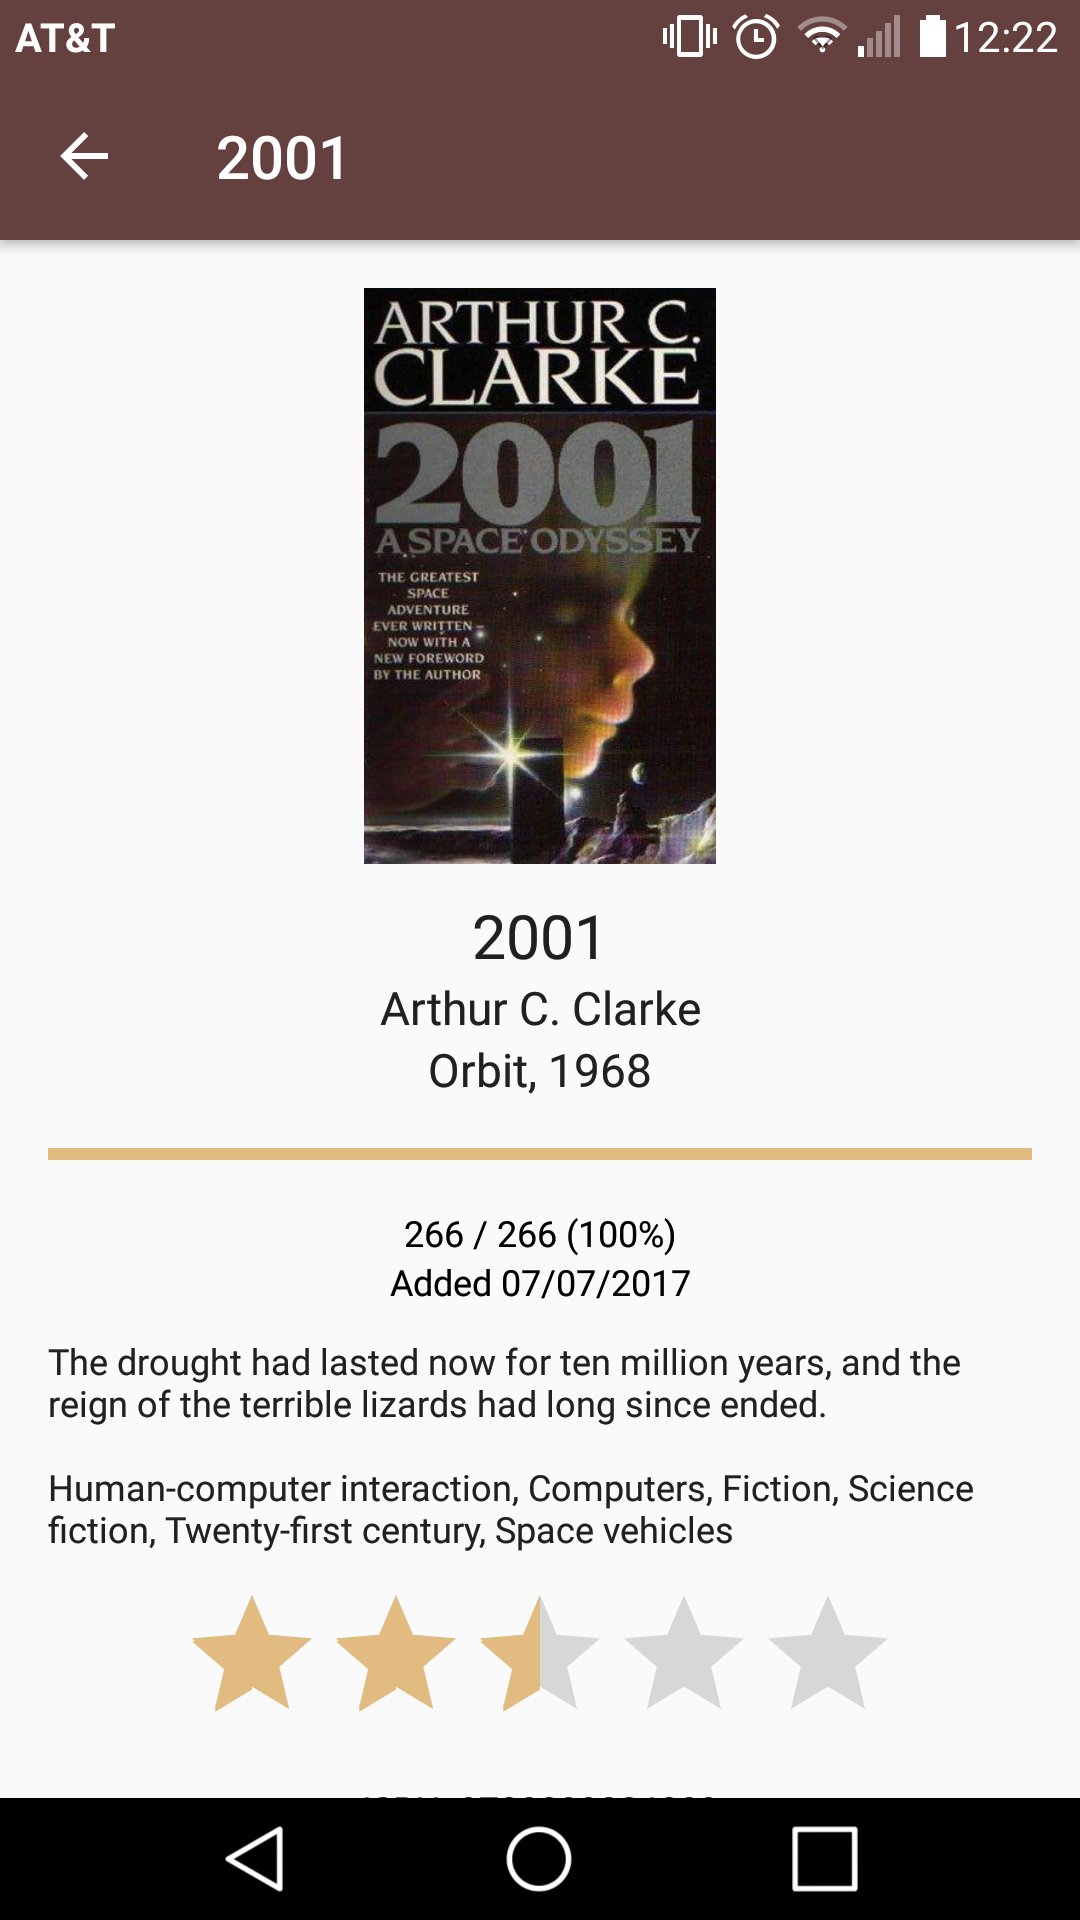 AT&T 12:22
2001
ARTHUR C.
CLARKE
2001
A SPACE ODYSSEY
THE GREATEST
SPACE
ADVENTURE
EVER WRITTEN –
NOW WITH A
NEW FOREWORD
BY THE AUTHOR
2001
Arthur C. Clarke
Orbit, 1968
266 / 266 (100%)
Added 07/07/2017
The drought had lasted now for ten million years, and the
reign of the terrible lizards had long since ended.
Human-computer interaction, Computers, Fiction, Science
fiction, Twenty-first century, Space vehicles